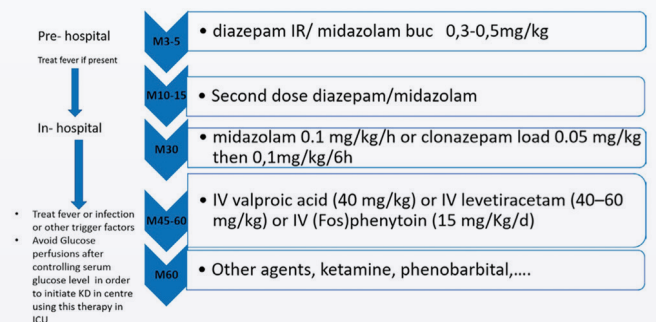 Pre- hospital
Treat fever if present
In- hospital
• Treat fever or infection
or other trigger factors
• Avoid Glucose
perfusions after
controlling serum
glucose level in order
to initiate KD in centre
using this therapy in
ICU
M3-5
• diazepam IR/ midazolam buc 0,3-0,5mg/kg
M10-15
• Second dose diazepam/midazolam
M30
• midazolam 0.1 mg/kg/h or clonazepam load 0.05 mg/kg
then 0,1mg/kg/6h
M45-60
• IV valproic acid (40 mg/kg) or IV levetiracetam (40–60
mg/kg) or IV (Fos)phenytoin (15 mg/Kg/d)
M60
• Other agents, ketamine, phenobarbital,....